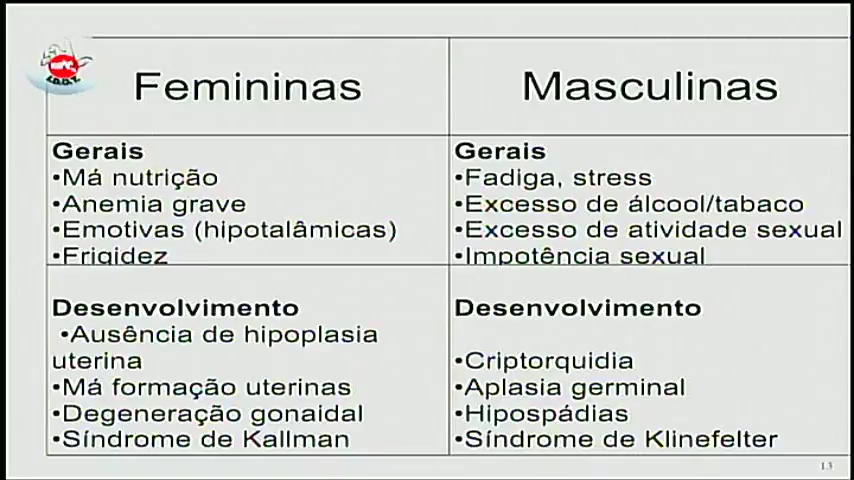 Femininas
Masculinas
Gerais
•Má nutrição
•Anemia grave
•Emotivas (hipotalâmicas)
•Frigidez
Gerais
•Fadiga, stress
•Excesso de álcool/tabaco
•Excesso de atividade sexual
•Impotência sexual
Desenvolvimento
•Ausência de hipoplasia
uterina
•Má formação uterinas
•Degeneração gonaidal
•Síndrome de Kallman
Desenvolvimento
•Criptorquidia
•Aplasia germinal
•Hipospádias
•Síndrome de Klinefelter